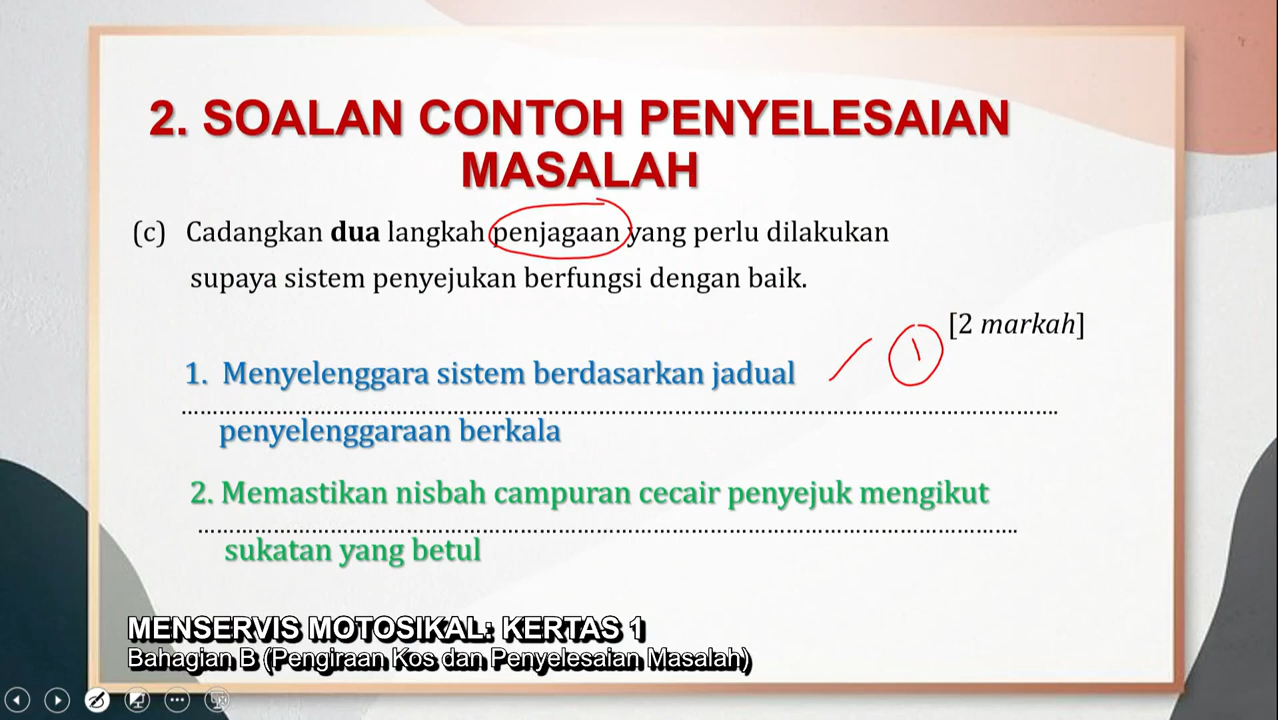 2. SOALAN CONTOH PENYELESAIAN
MASALAH
(c) Cadangkan dua langkah penjagaan yang perlu dilakukan
supaya sistem penyejukan berfungsi dengan baik.
[2 markah]
1. Menyelenggara sistem berdasarkan jadual
penyelenggaraan berkala
2. Memastikan nisbah campuran cecair penyejuk mengikut
sukatan yang betul
MENSERVIS MOTOSIKAL: KERTAS 1
Bahagian B (Pengiraan Kos dan Penyelesaian Masalah)